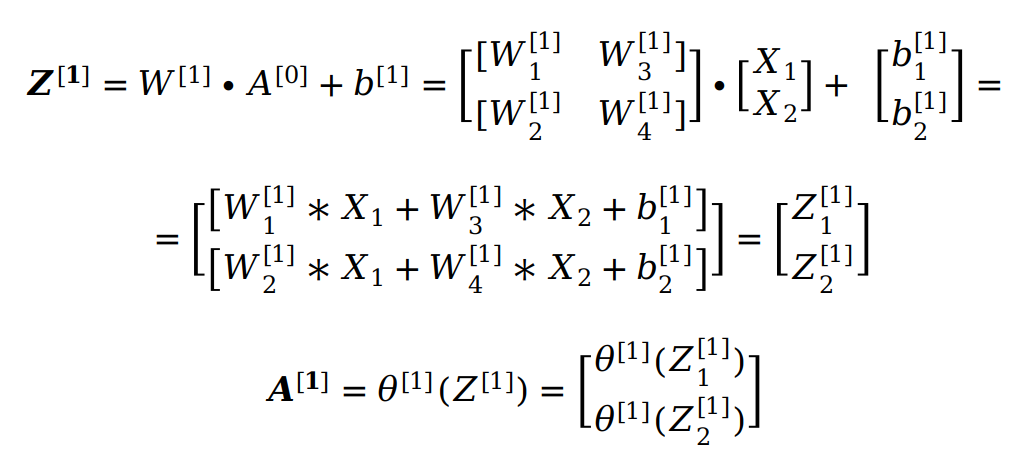 𝒁^[𝟏] = W^[1] • A^[0] + b^[1] = [[W_1^[1] W_3^[1]] [W_2^[1] W_4^[1]]] • [X_1 X_2] + [b_1^[1] b_2^[1]] =
= [[W_1^[1] ∗ X_1 + W_3^[1] ∗ X_2 + b_1^[1]] [W_2^[1] ∗ X_1 + W_4^[1] ∗ X_2 + b_2^[1]]] = [Z_1^[1] Z_2^[1]]
𝑨^[𝟏] = θ^[1](Z^[1]) = [θ^[1](Z_1^[1]) θ^[1](Z_2^[1])]